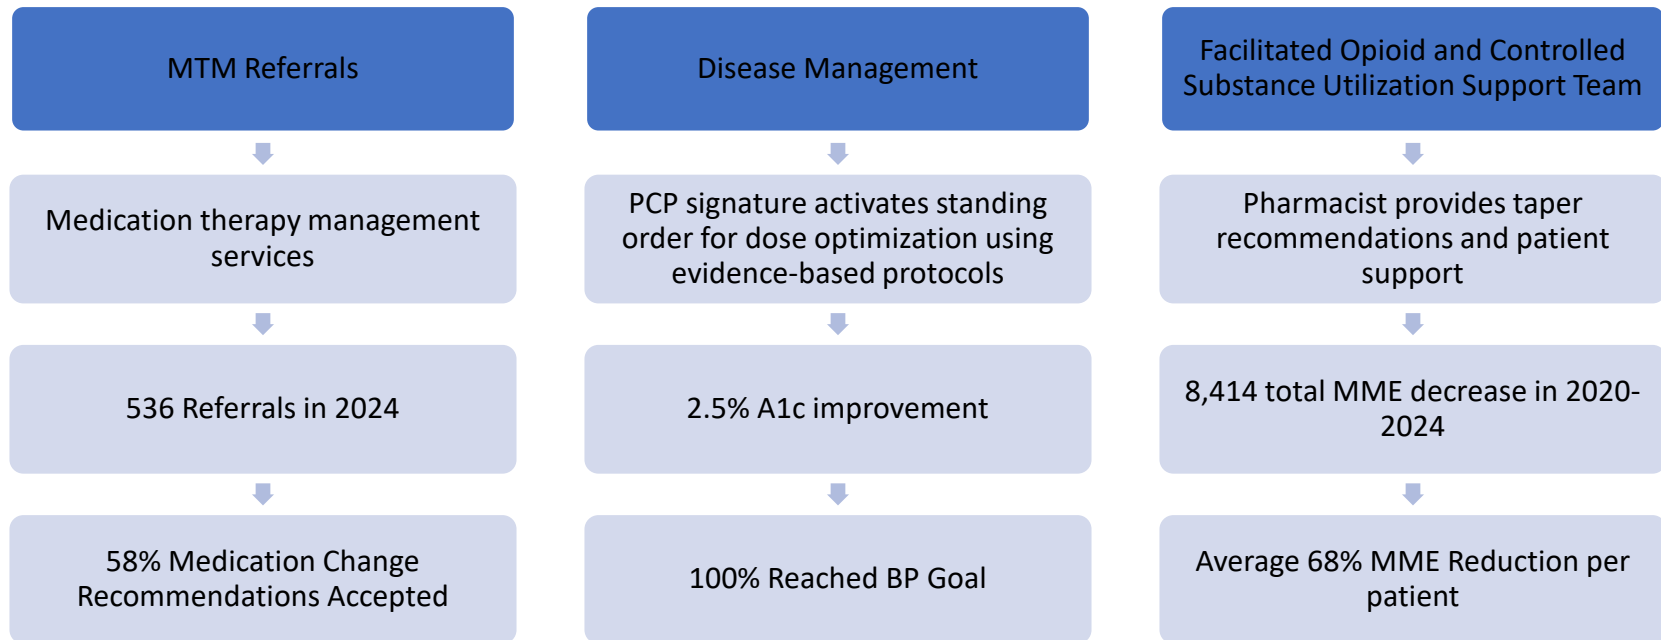 MTM Referrals
Medication therapy management
services
536 Referrals in 2024
58% Medication Change
Recommendations Accepted
Disease Management
PCP signature activates standing
order for dose optimization using
evidence-based protocols
2.5% A1c improvement
100% Reached BP Goal
Facilitated Opioid and Controlled
Substance Utilization Support Team
Pharmacist provides taper
recommendations and patient
support
8,414 total MME decrease in 2020-
2024
Average 68% MME Reduction per
patient